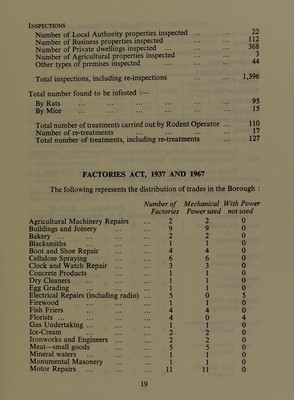 INSPECTIONS
Number of Local Authority properties inspected ... ... 22
Number of Business properties inspected ... ... 112
Number of Private dwellings inspected ... ... ... 368
Number of Agricultural properties inspected ... ... 3
Other types of premises inspected ... ... ... 44
Total inspections, including re-inspections ... ... 1,396
Total number found to be infested :—
By Rats ... ... ... ... ... ... ... 95
By Mice ... ... ... ... ... ... ... 15
Total number of treatments carried out by Rodent Operator ... 110
Number of re-treatments ... ... ... ... ... 17
Total number of treatments, including re-treatments ... 127
FACTORIES ACT, 1937 AND 1967
The following represents the distribution of trades in the Borough :
Number of Mechanical With Power
Factories Power used not used
Agricultural Machinery Repairs ... 2 2 0
Buildings and Joinery ... ... 9 9 0
Bakery ... ... ... ... 2 2 0
Blacksmiths ... ... ... 1 1 0
Boot and Shoe Repair ... ... 4 4 0
Cellulose Spraying ... ... 6 6 0
Clock and Watch Repair ... ... 3 3 0
Concrete Products ... ... 1 1 0
Dry Cleaners ... ... ... 1 1 0
Egg Grading ... ... ... 1 1 0
Electrical Repairs (including radio) ... 5 0 5
Firewood ... ... ... 1 1 0
Fish Friers ... ... ... 4 4 0
Florists ... ... ... ... 4 0 4
Gas Undertaking ... ... ... 1 1 0
Ice-Cream ... ... ... 2 2 0
Ironworks and Engineers ... ... 2 2 0
Meat—small goods ... ... 5 5 0
Mineral waters ... ... ... 1 1 0
Monumental Masonry ... ... 1 1 0
Motor Repairs ... ... ... 11 11 0
19